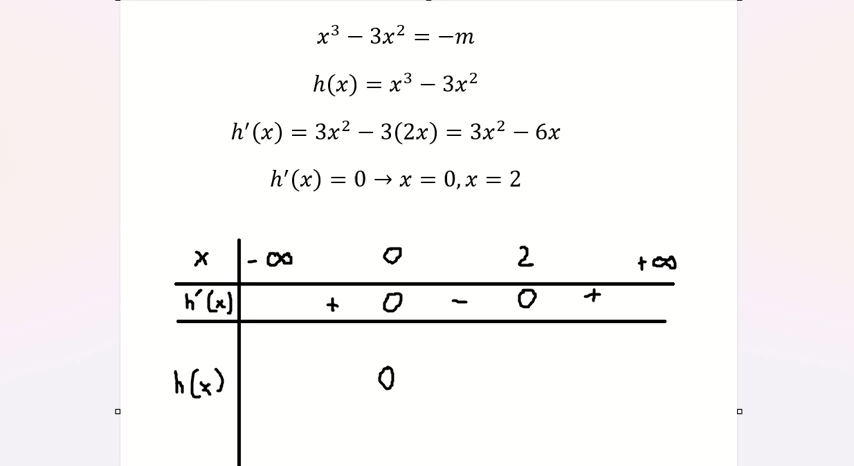 x³ − 3x² = −m
h(x) = x³ − 3x²
h′(x) = 3x² − 3(2x) = 3x² − 6x
h′(x) = 0 → x = 0, x = 2
x -∞ 0 2 +∞
h′(x) + 0 - 0 +
h(x) 0